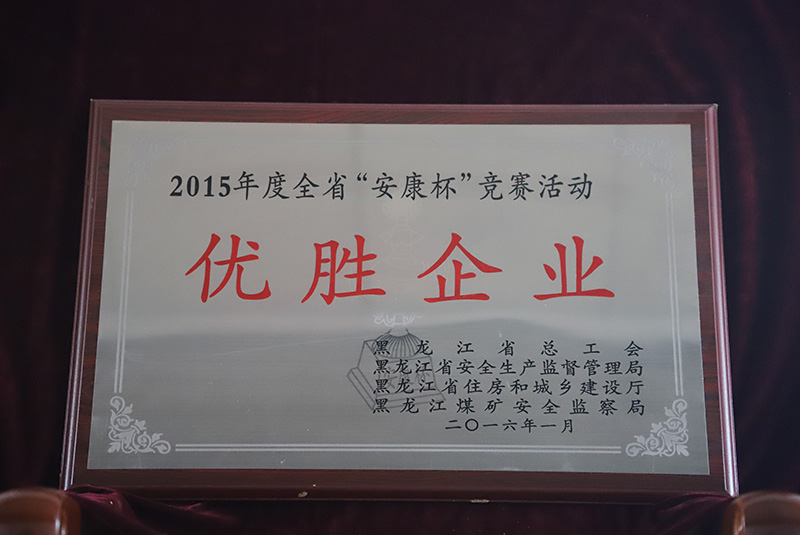 2015年度全省“安康杯”竞赛活动
优胜企业
黑龙江省总工会
黑龙江省安全生产监督管理局
黑龙江省住房和城乡建设厅
黑龙江煤矿安全监察局
二〇一六年一月